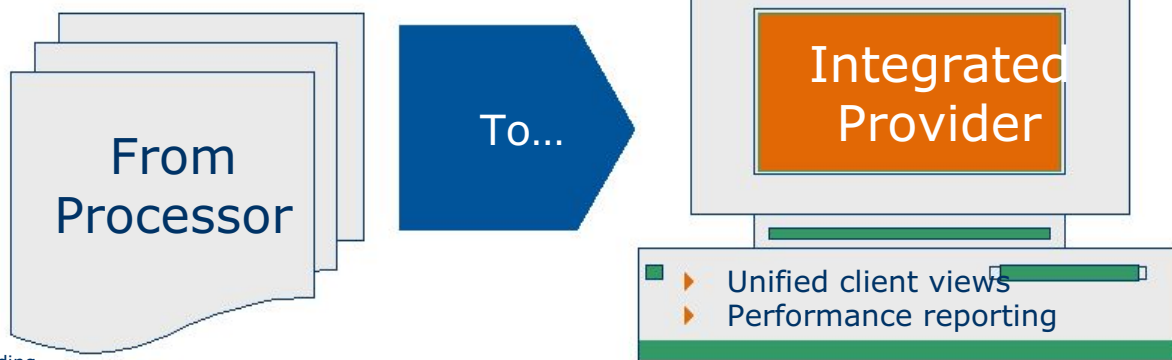 From
Processor
To...
Integrated
Provider
Unified client views
Performance reporting